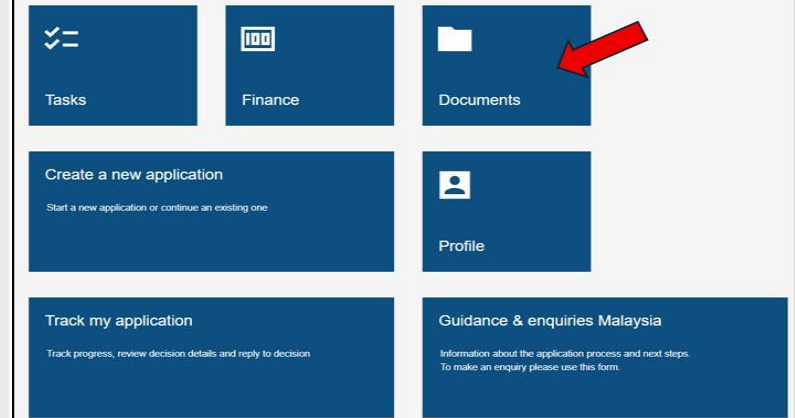 Tasks
Finance
Documents
Create a new application
Start a new application or continue an existing one
Profile
Track my application
Track progress, review decision details and reply to decision
Guidance & enquiries Malaysia
Information about the application process and next steps.
To make an enquiry please use this form.